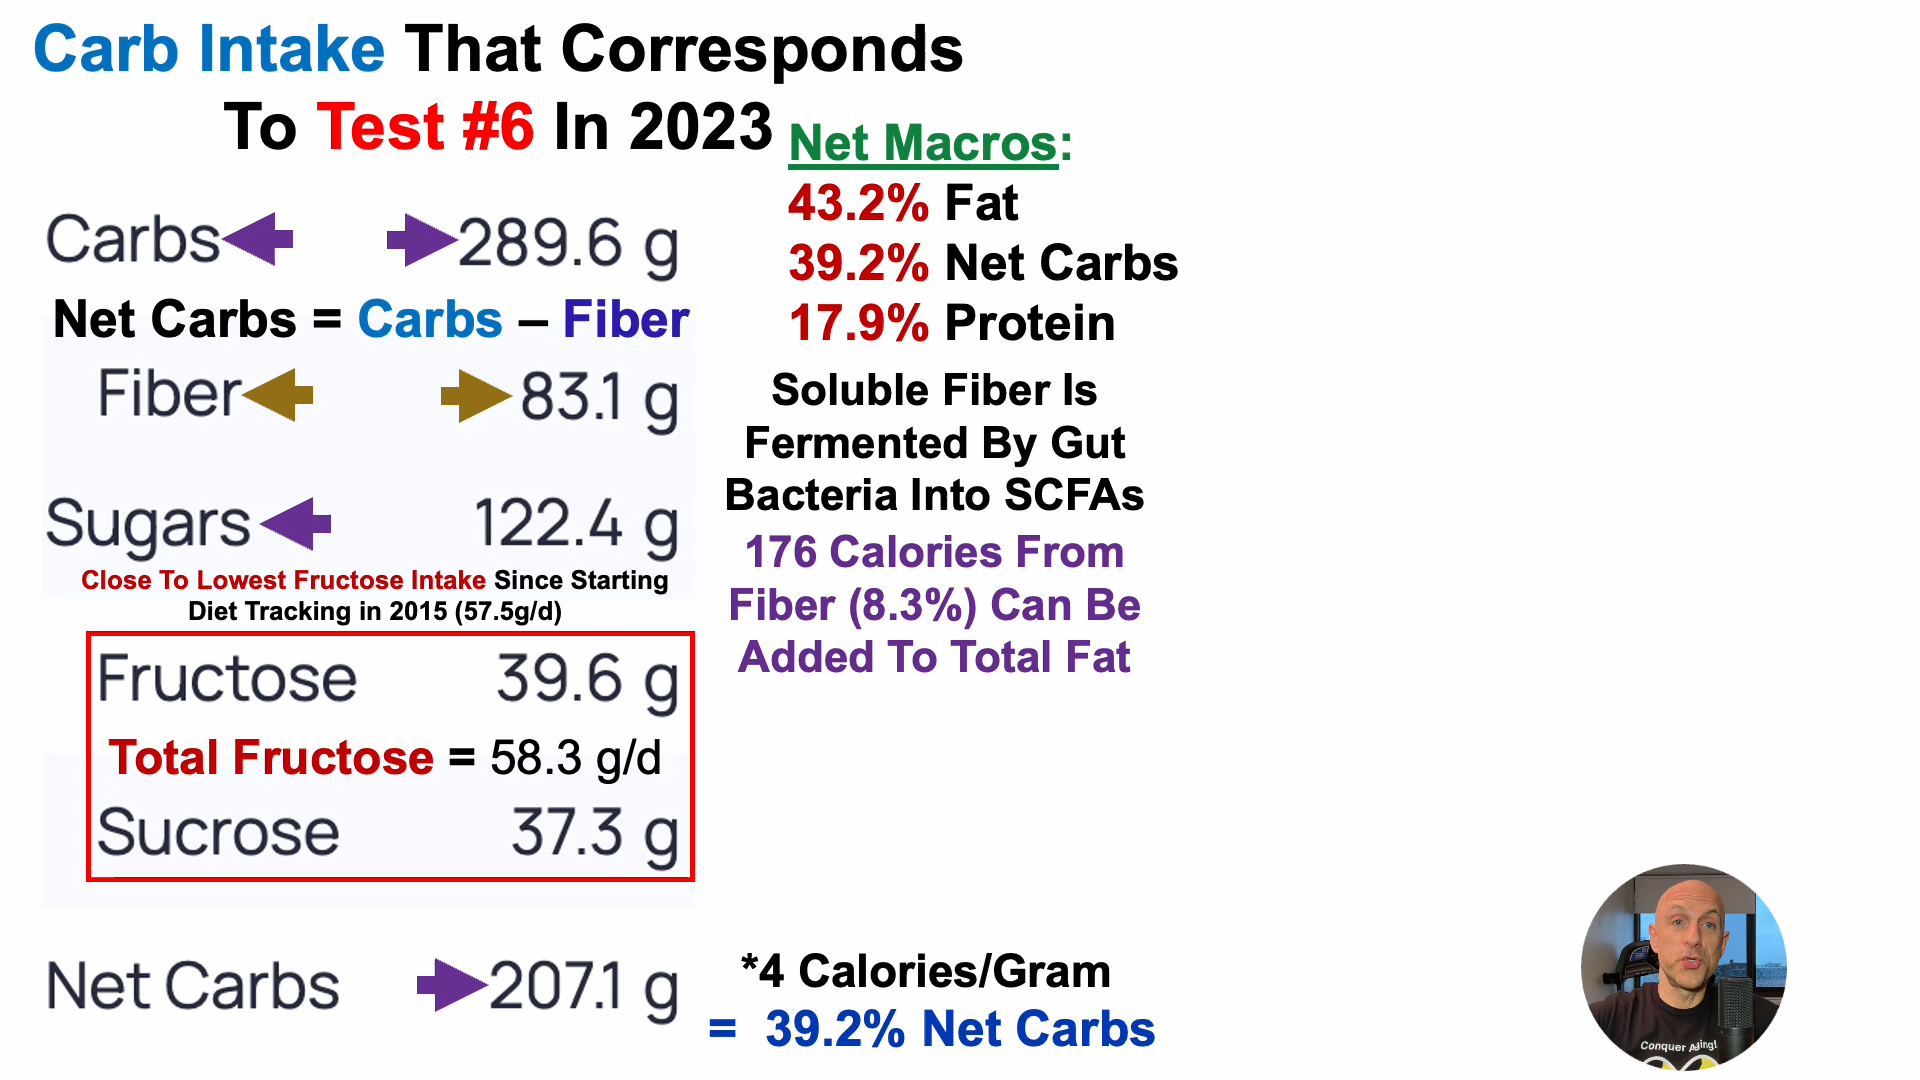 Carb Intake That Corresponds
To Test #6 In 2023
Carbs 289.6 g
Net Carbs = Carbs – Fiber
Fiber 83.1 g
Sugars 122.4 g
Close To Lowest Fructose Intake Since Starting
Diet Tracking in 2015 (57.5g/d)
Fructose 39.6 g
Total Fructose = 58.3 g/d
Sucrose 37.3 g
Net Carbs 207.1 g
Net Macros:
43.2% Fat
39.2% Net Carbs
17.9% Protein
Soluble Fiber Is
Fermented By Gut
Bacteria Into SCFAs
176 Calories From
Fiber (8.3%) Can Be
Added To Total Fat
*4 Calories/Gram
= 39.2% Net Carbs
Conquer Aging!